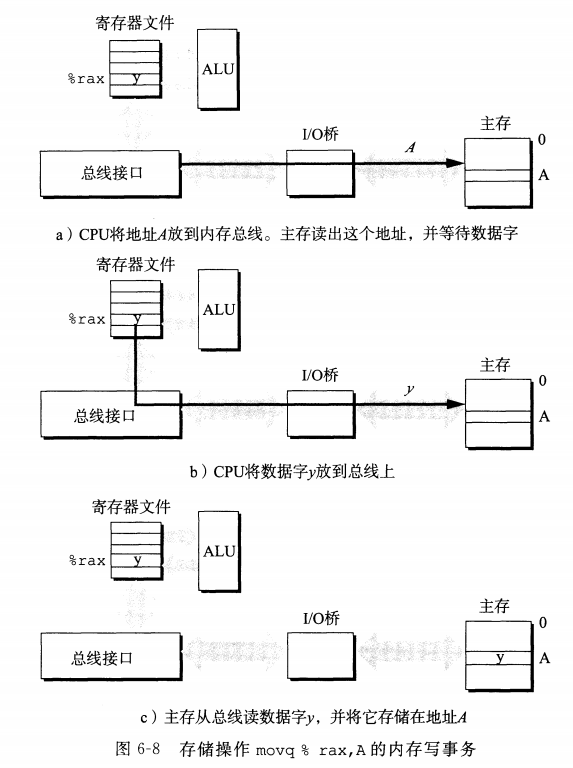 寄存器文件
%rax
y
ALU
I/O桥
A
主存
0
A
总线接口
a）CPU将地址A放到内存总线。主存读出这个地址，并等待数据字
寄存器文件
%rax
y
ALU
I/O桥
y
主存
0
A
总线接口
b）CPU将数据字y放到总线上
寄存器文件
%rax
y
ALU
I/O桥
主存
0
y
A
总线接口
c）主存从总线读数据字y，并将它存储在地址A
图 6-8 存储操作 movq % rax,A 的内存写事务